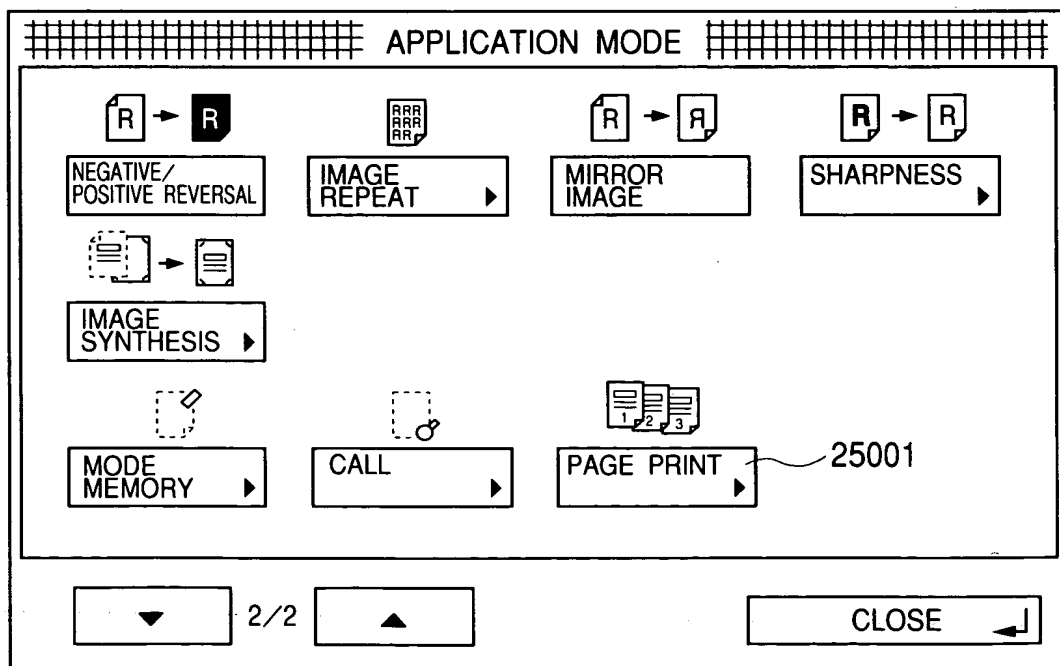 APPLICATION MODE
R R
RRR
RRR
RR
R Я
R R
NEGATIVE/
POSITIVE REVERSAL
IMAGE
REPEAT
MIRROR
IMAGE
SHARPNESS
IMAGE
SYNTHESIS
1 2 3
MODE
MEMORY
CALL
PAGE PRINT
25001
2/2
CLOSE